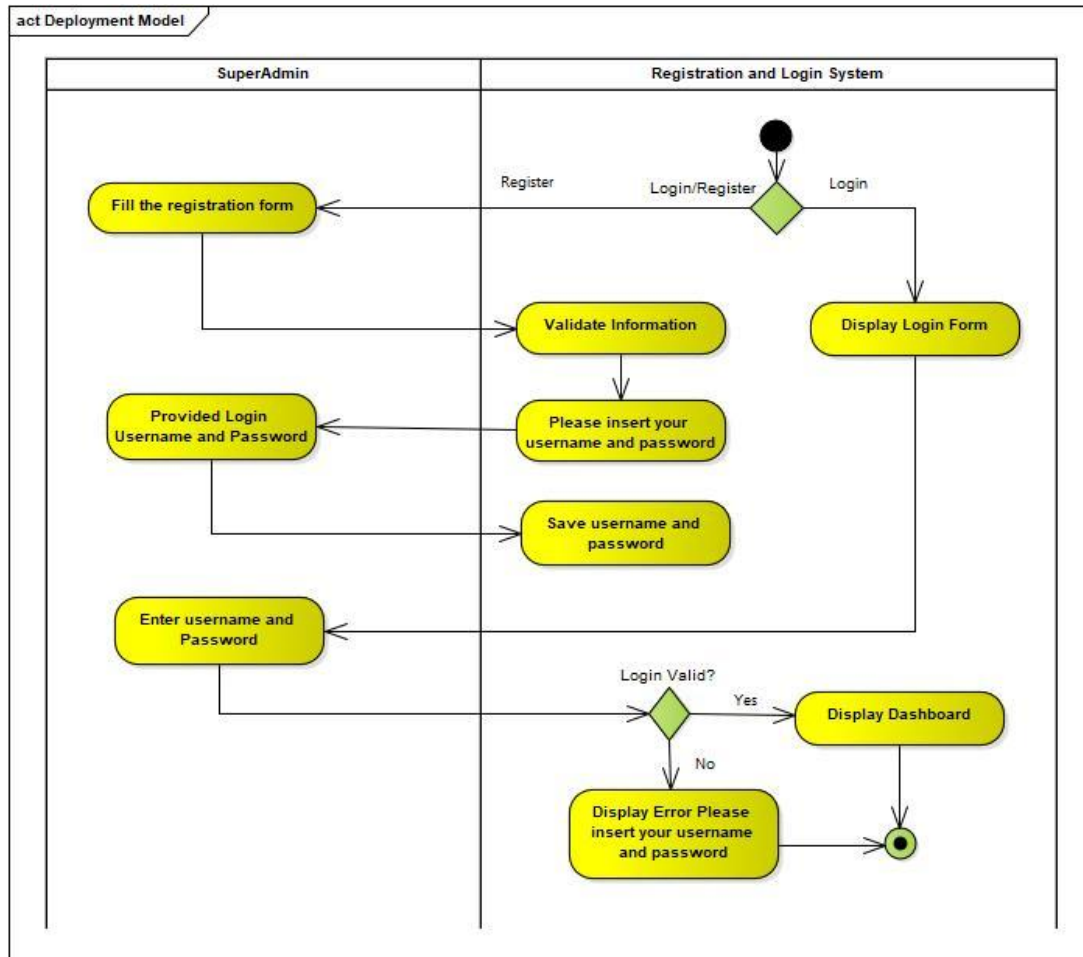 act Deployment Model
SuperAdmin
Registration and Login System
Register
Login/Register
Login
Fill the registration form
Validate Information
Display Login Form
Provided Login
Username and Password
Please insert your
username and password
Save username and
password
Enter username and
Password
Login Valid?
Yes
Display Dashboard
No
Display Error Please
insert your username
and password